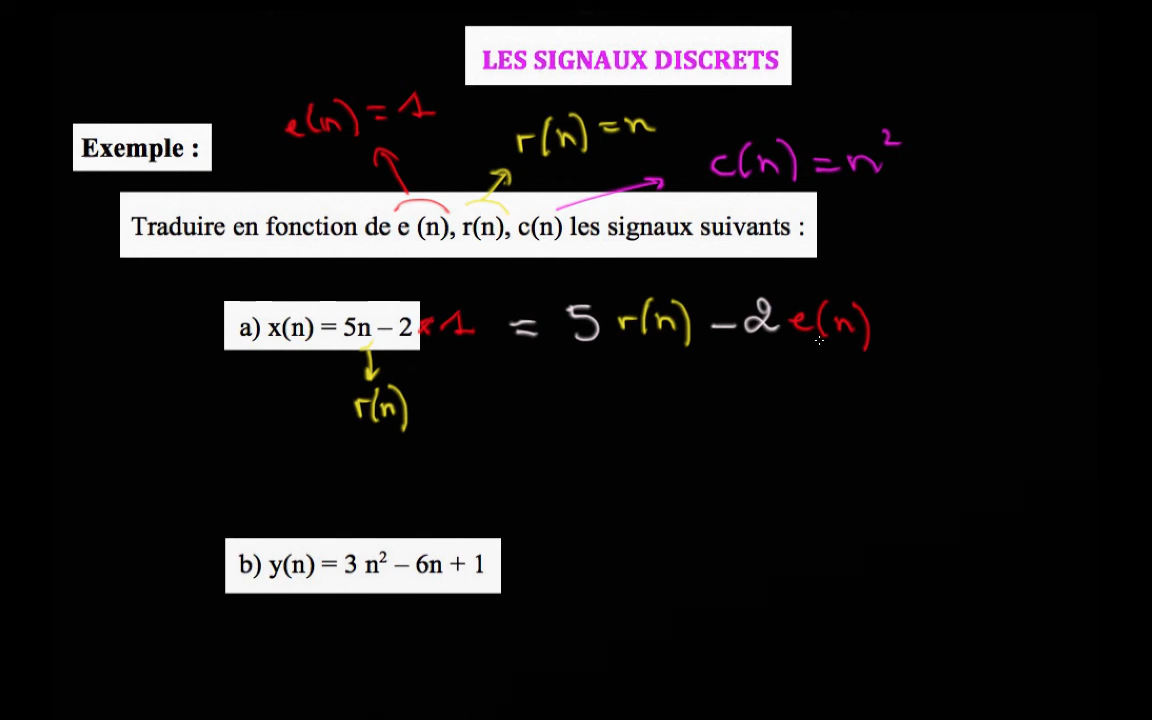 LES SIGNAUX DISCRETS
e(n) = 1
r(n) = n
Exemple :
c(n) = n²
Traduire en fonction de e (n), r(n), c(n) les signaux suivants :
a) x(n) = 5n – 2 × 1 = 5 r(n) – 2 e(n)
r(n)
b) y(n) = 3 n² – 6n + 1